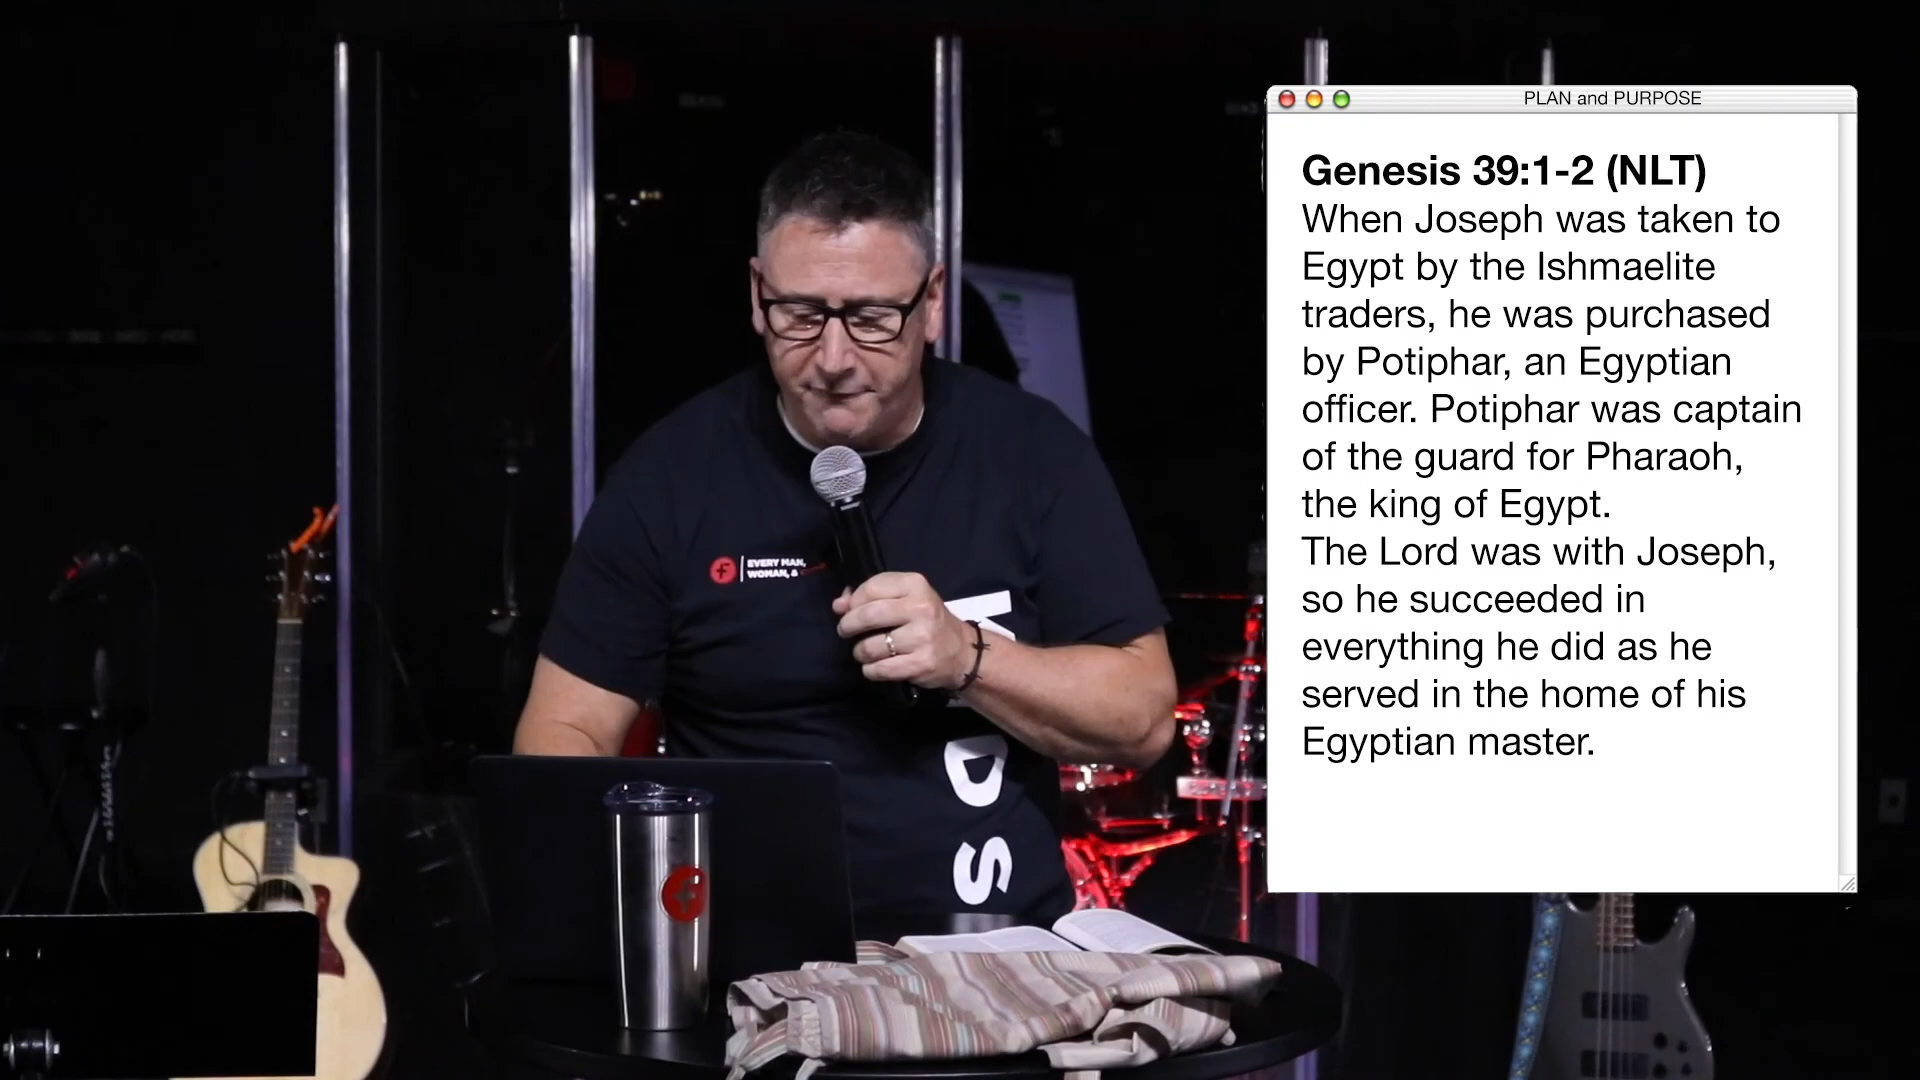 PLAN and PURPOSE
Genesis 39:1-2 (NLT)
When Joseph was taken to
Egypt by the Ishmaelite
traders, he was purchased
by Potiphar, an Egyptian
officer. Potiphar was captain
of the guard for Pharaoh,
the king of Egypt.
The Lord was with Joseph,
so he succeeded in
everything he did as he
served in the home of his
Egyptian master.
EVERY MAN,
WOMAN, &
K DS
f